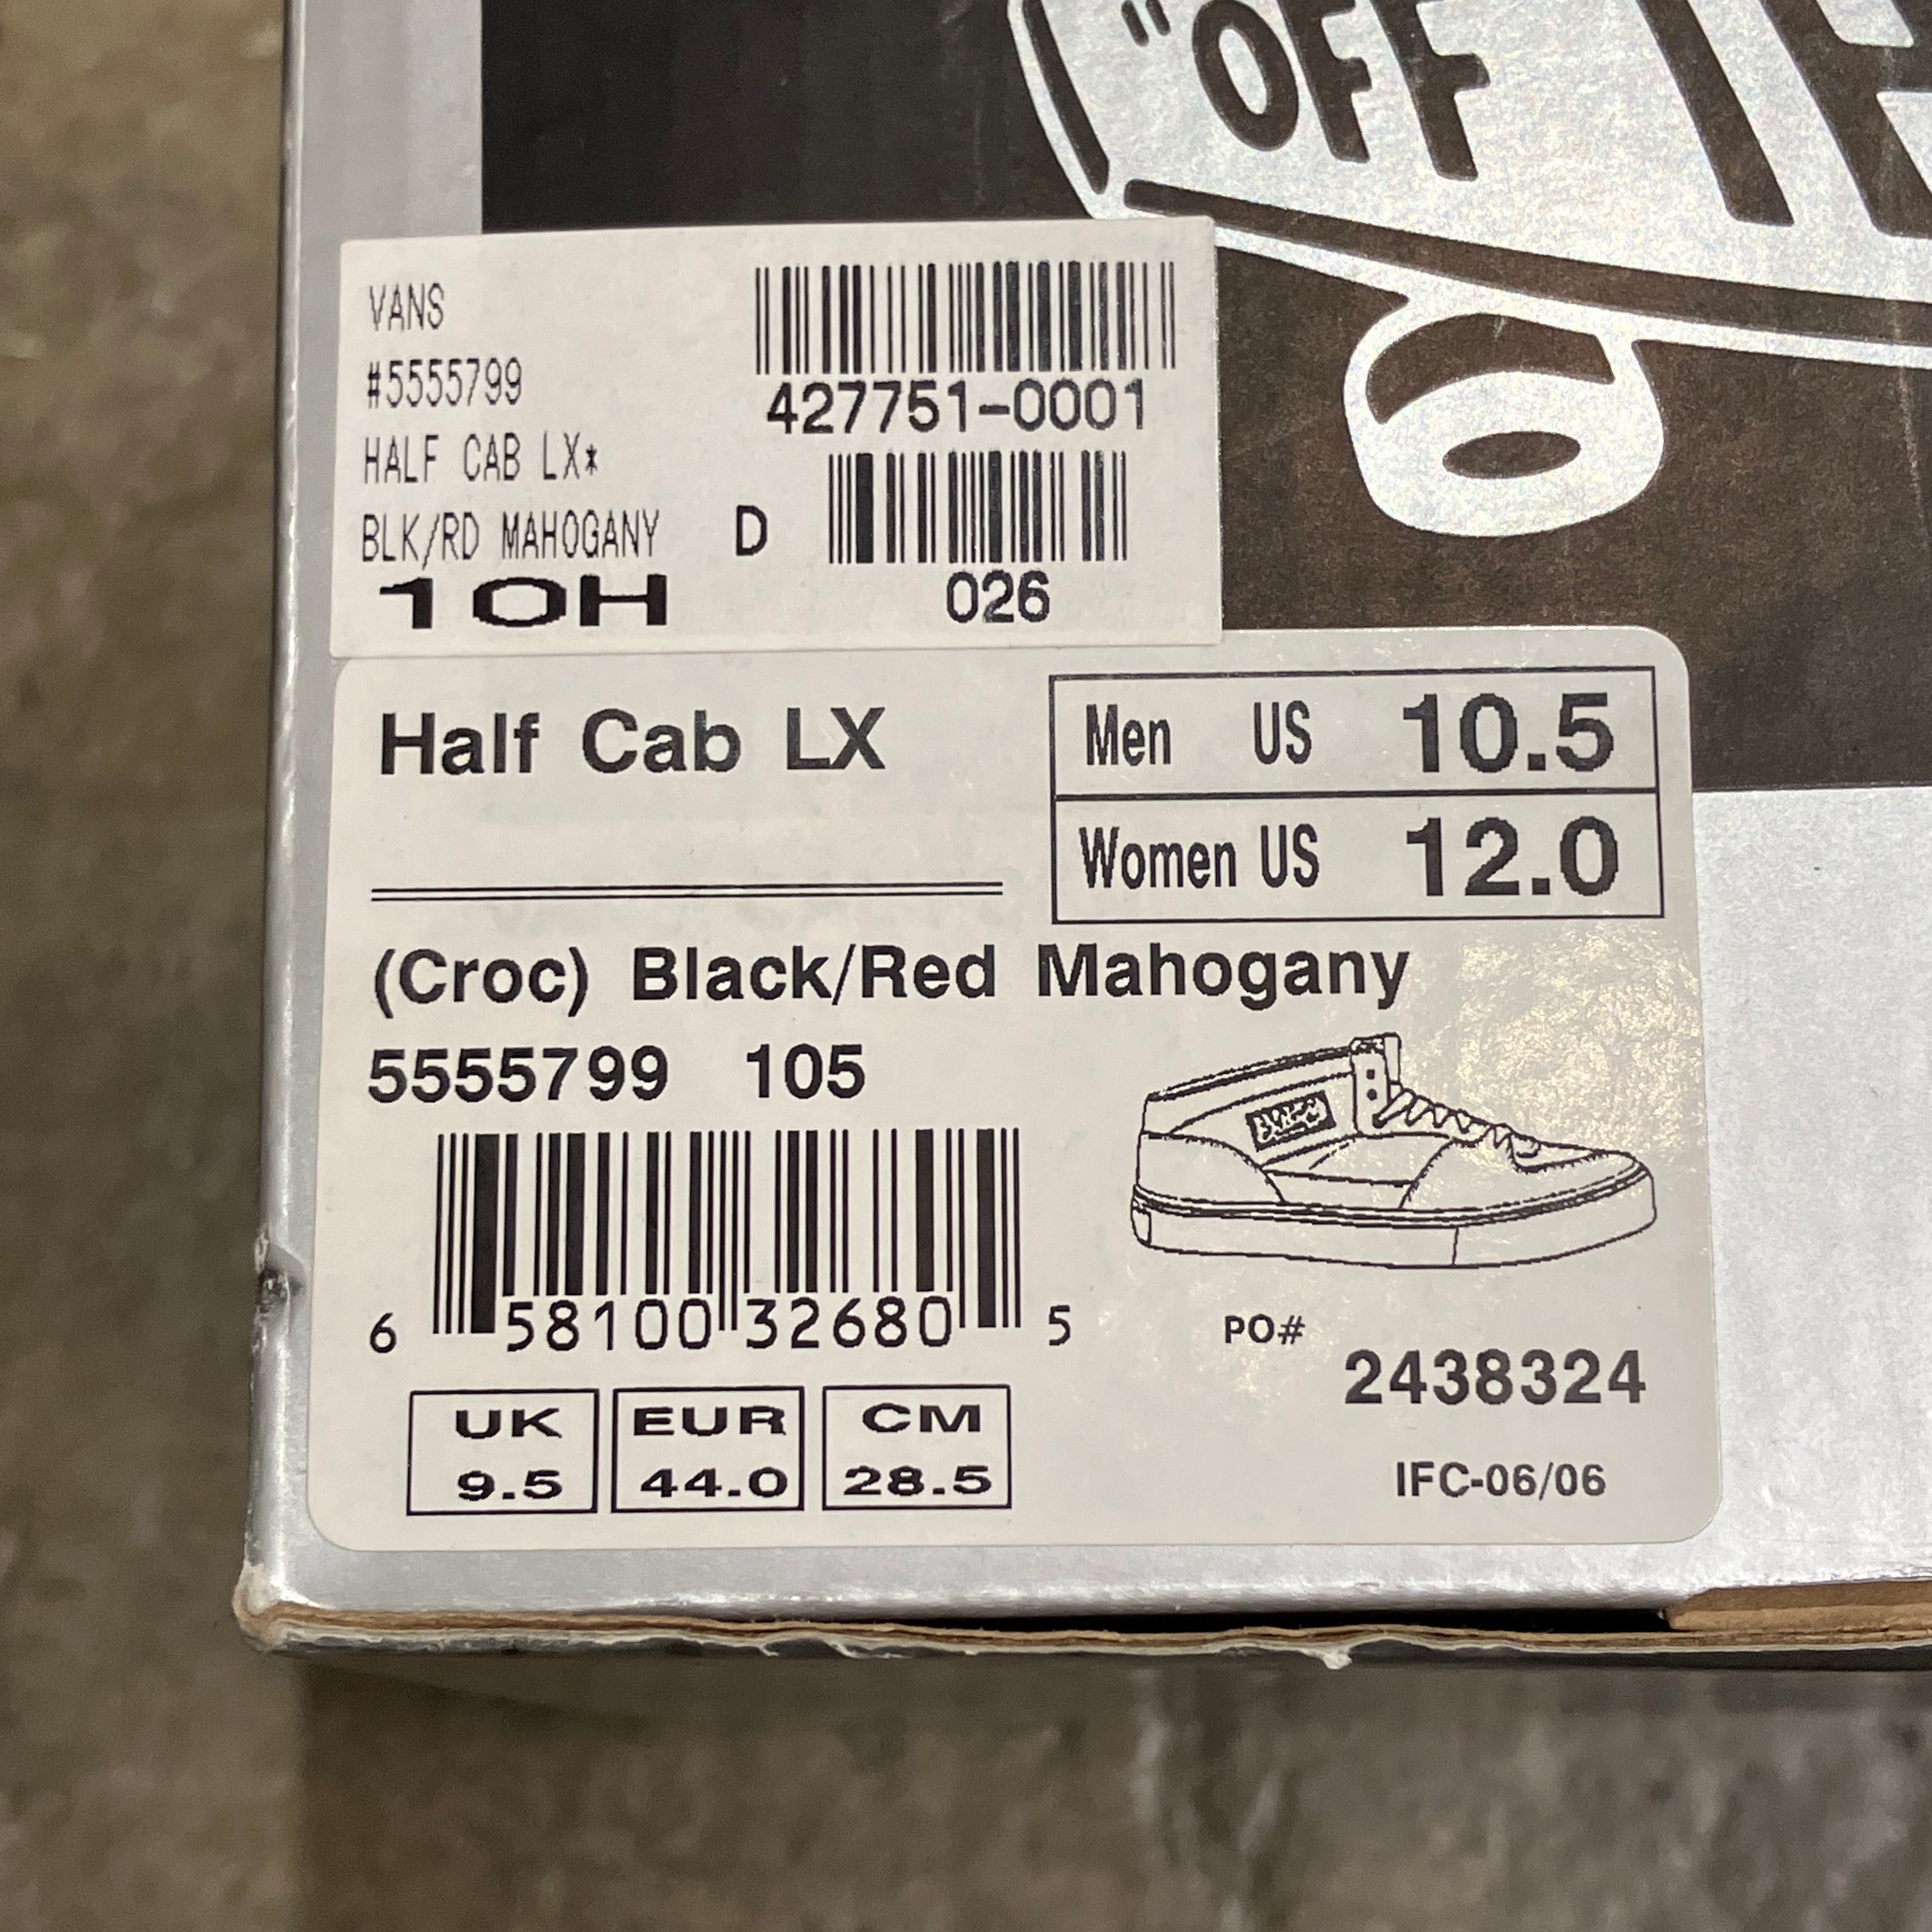 "OFF
VANS
#5555799
HALF CAB LX*
BLK/RD MAHOGANY
10H
427751-0001
D
026
Half Cab LX
Men US 10.5
Women US 12.0
(Croc) Black/Red Mahogany
5555799 105
6 58100 32680 5
PO#
2438324
IFC-06/06
UK EUR CM
9.5 44.0 28.5